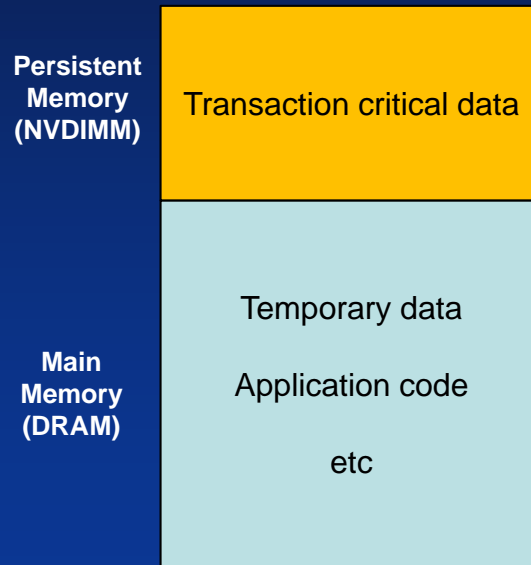 Persistent
Memory
(NVDIMM)
Transaction critical data
Main
Memory
(DRAM)
Temporary data
Application code
etc